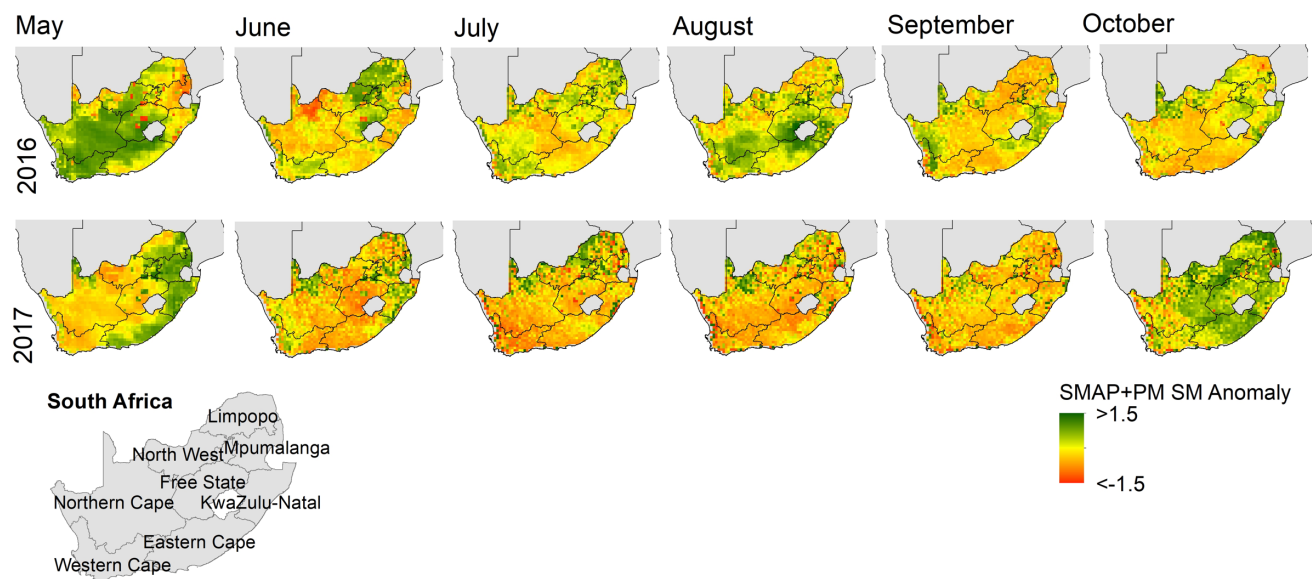 May
June
July
August
September
October
2016
2017
South Africa
Limpopo
North West
Mpumalanga
Free State
Northern Cape
KwaZulu-Natal
Eastern Cape
Western Cape
SMAP+PM SM Anomaly
>1.5
<-1.5